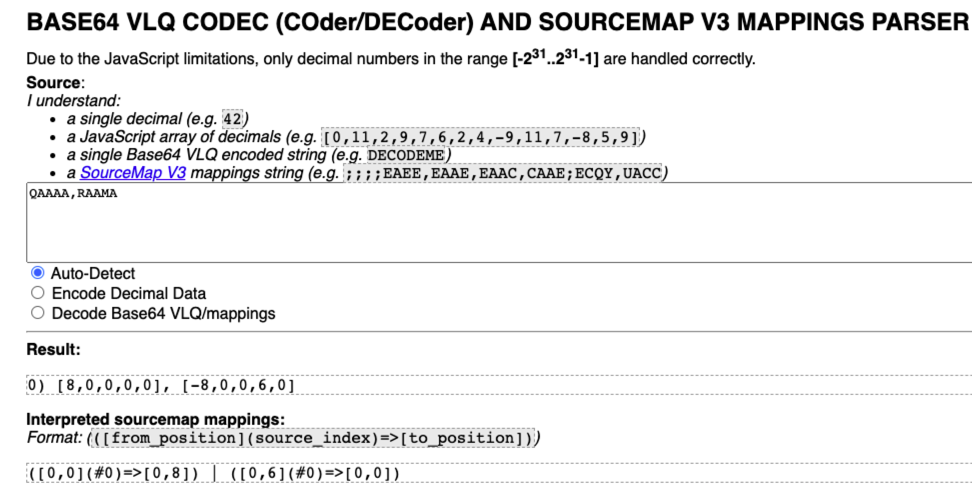 BASE64 VLQ CODEC (COder/DECoder) AND SOURCEMAP V3 MAPPINGS PARSER
Due to the JavaScript limitations, only decimal numbers in the range [-2³¹..2³¹-1] are handled correctly.
Source:
I understand:
• a single decimal (e.g. 42)
• a JavaScript array of decimals (e.g. [0,11,2,9,7,6,2,4,-9,11,7,-8,5,9])
• a single Base64 VLQ encoded string (e.g. DECODEME)
• a SourceMap V3 mappings string (e.g. ;;;;EAEE,EAAE,EAAC,CAAE;ECQY,UACC)
QAAAA,RAAMA
Auto-Detect
Encode Decimal Data
Decode Base64 VLQ/mappings
Result:
0) [8,0,0,0,0], [-8,0,0,6,0]
Interpreted sourcemap mappings:
Format: (([from_position](source_index)=>[to_position]))
([0,0](#0)=>[0,8]) | ([0,6](#0)=>[0,0])